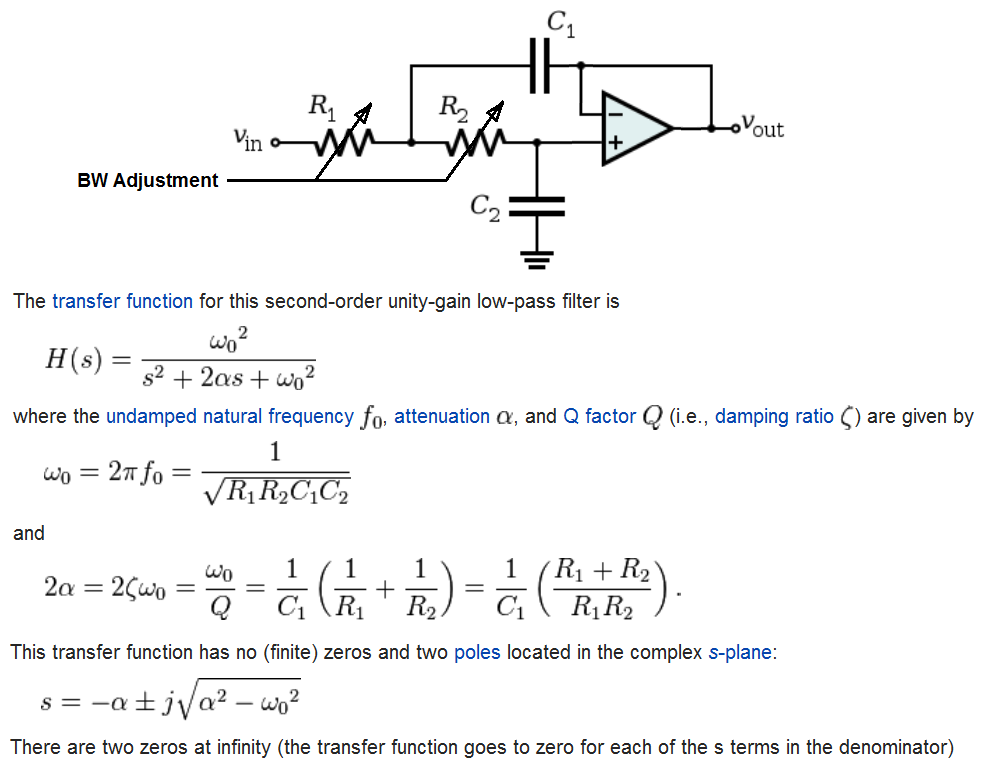 C₁
R₁
R₂
vin
vout
−
+
BW Adjustment
C₂
The transfer function for this second-order unity-gain low-pass filter is
H(s) = ω₀² / (s² + 2αs + ω₀²)
where the undamped natural frequency f₀, attenuation α, and Q factor Q (i.e., damping ratio ζ) are given by
ω₀ = 2πf₀ = 1 / √(R₁R₂C₁C₂)
and
2α = 2ζω₀ = ω₀/Q = 1/C₁ (1/R₁ + 1/R₂) = 1/C₁ ((R₁ + R₂)/(R₁R₂)).
This transfer function has no (finite) zeros and two poles located in the complex s-plane:
s = −α ± j√(α² − ω₀²)
There are two zeros at infinity (the transfer function goes to zero for each of the s terms in the denominator)